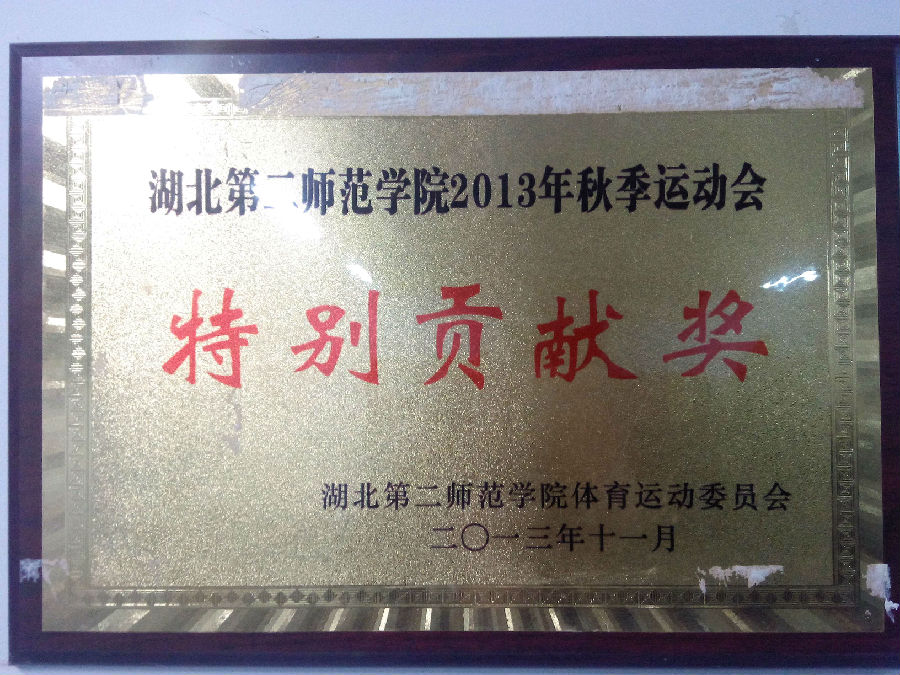 湖北第二师范学院2013年秋季运动会
特别贡献奖
湖北第二师范学院体育运动委员会
二〇一三年十一月